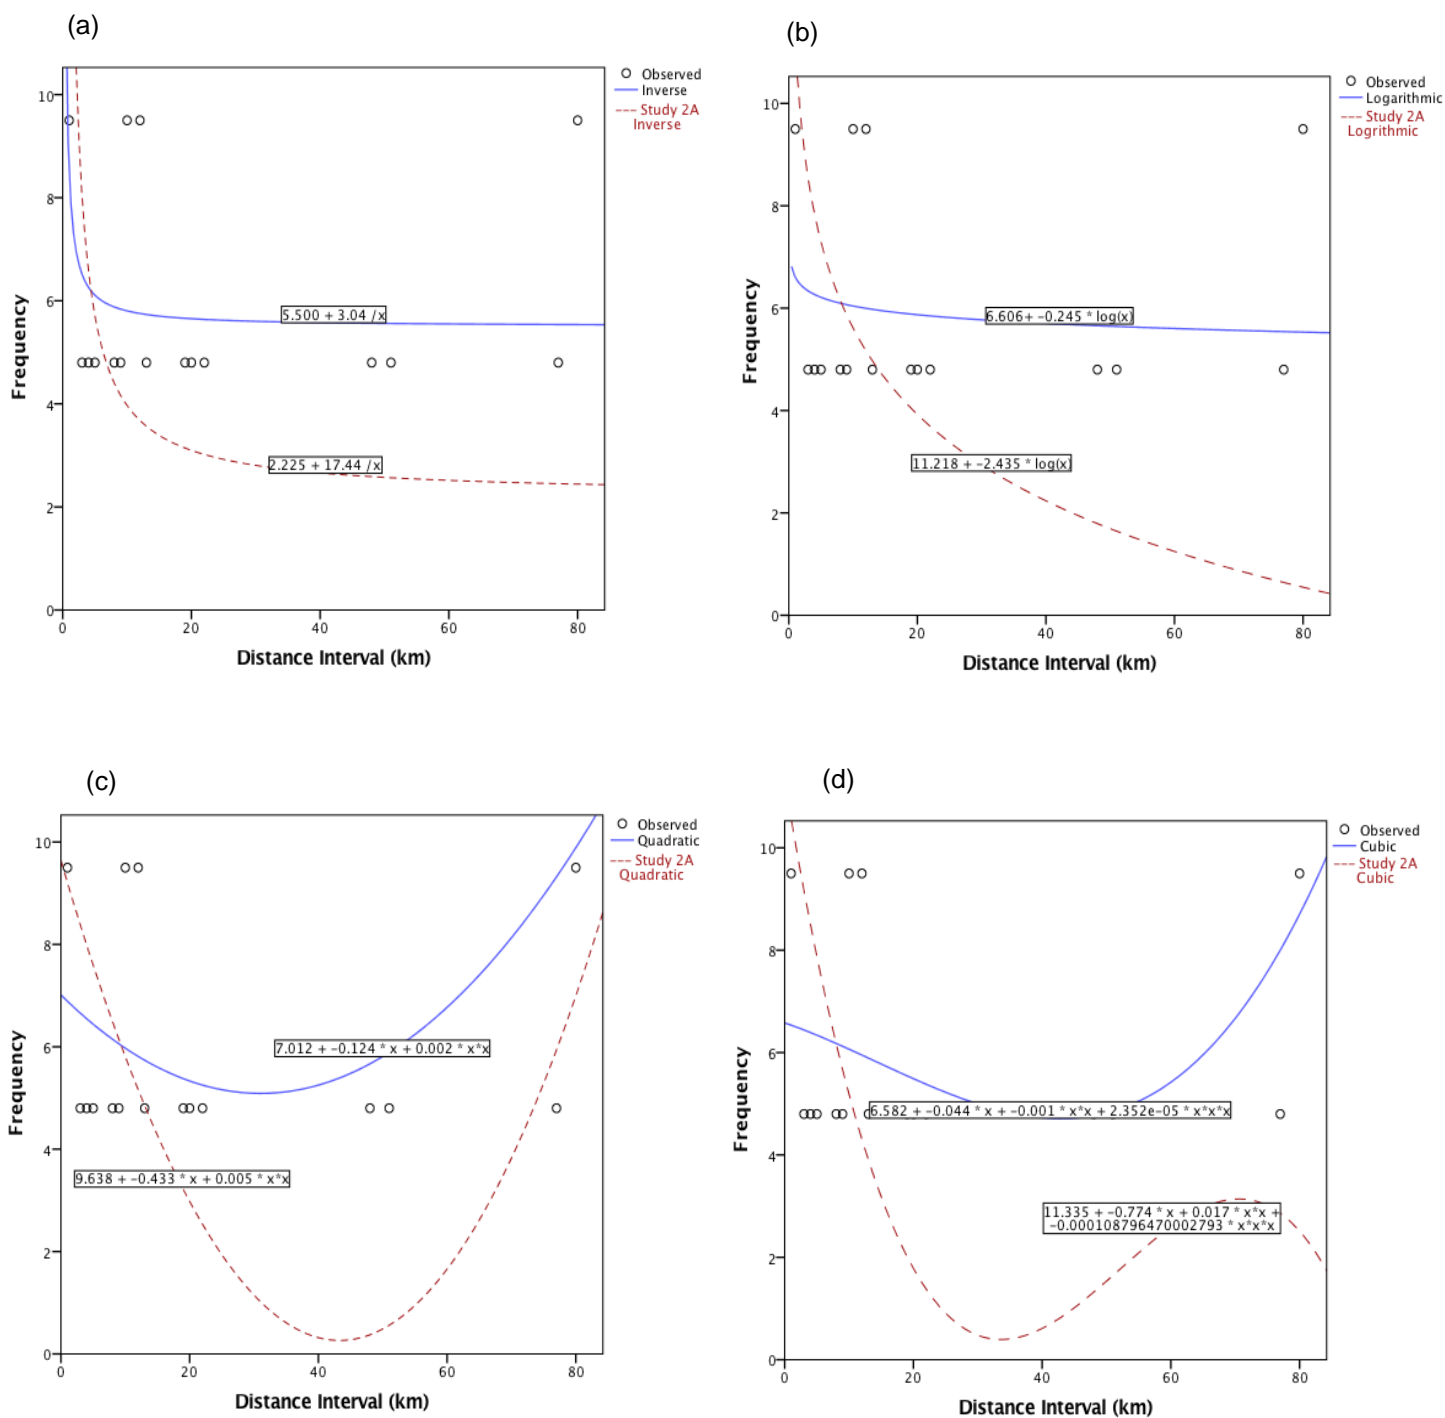 (a)
Observed
Inverse
Study 2A
Inverse
10
8
6
4
2
0
Frequency
5.500 + 3.04 /x
2.225 + 17.44 /x
0 20 40 60 80
Distance Interval (km)
(b)
Observed
Logarithmic
Study 2A
Logrithmic
10
8
6
4
2
0
Frequency
6.606+ -0.245 * log(x)
11.218 + -2.435 * log(x)
0 20 40 60 80
Distance Interval (km)
(c)
Observed
Quadratic
Study 2A
Quadratic
10
8
6
4
2
0
Frequency
7.012 + -0.124 * x + 0.002 * x*x
9.638 + -0.433 * x + 0.005 * x*x
0 20 40 60 80
Distance Interval (km)
(d)
Observed
Cubic
Study 2A
Cubic
10
8
6
4
2
0
Frequency
6.582 + -0.044 * x + -0.001 * x*x + 2.352e-05 * x*x*x
11.335 + -0.774 * x + 0.017 * x*x +
-0.000108796470002793 * x*x*x
0 20 40 60 80
Distance Interval (km)